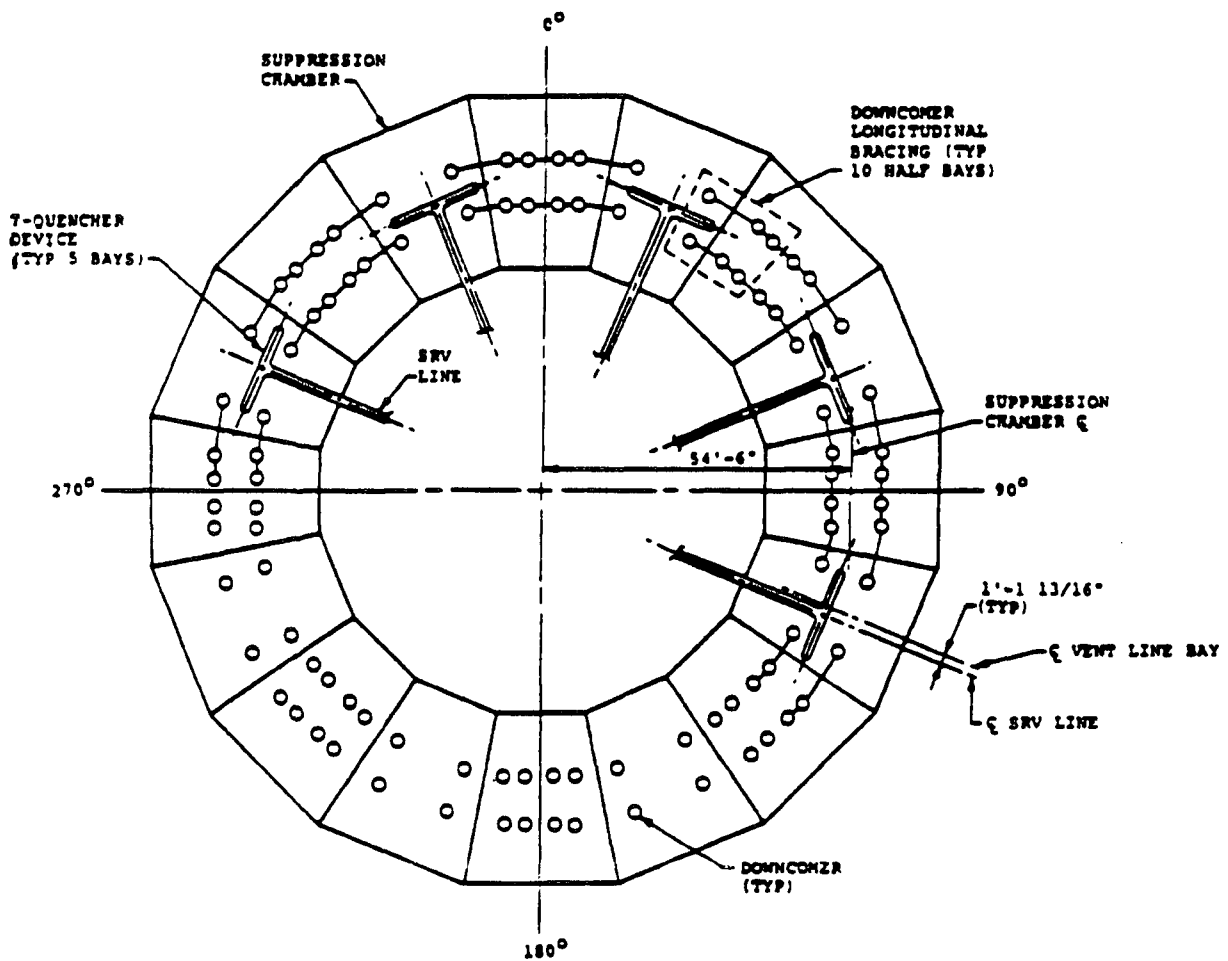 0°
SUPPRESSION
CHAMBER
DOWNCOMER
LONGITUDINAL
BRACING (TYP
10 HALF BAYS)
T-QUENCHER
DEVICE
(TYP 5 BAYS)
SRV
LINE
SUPPRESSION
CHAMBER ℄
54'-6"
270°
90°
1'-1 13/16"
(TYP)
℄ VENT LINE BAY
℄ SRV LINE
DOWNCOMER
(TYP)
180°